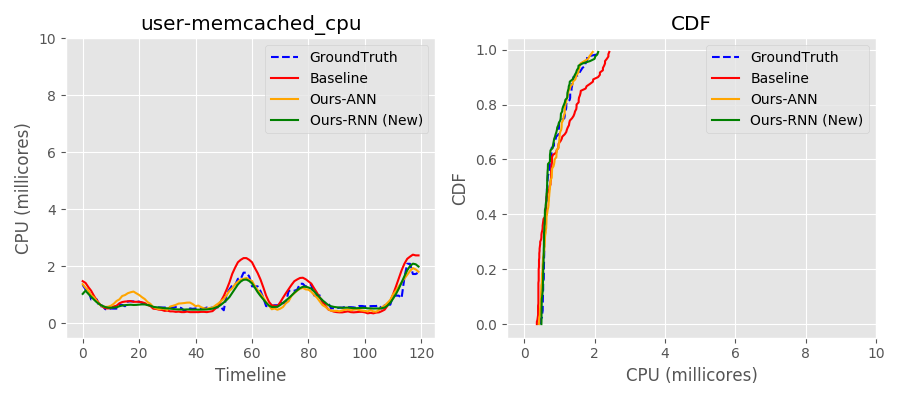 user-memcached_cpu
CPU (millicores)
10
8
6
4
2
0
0 20 40 60 80 100 120
Timeline
GroundTruth
Baseline
Ours-ANN
Ours-RNN (New)
CDF
CDF
1.0
0.8
0.6
0.4
0.2
0.0
0 2 4 6 8 10
CPU (millicores)
GroundTruth
Baseline
Ours-ANN
Ours-RNN (New)